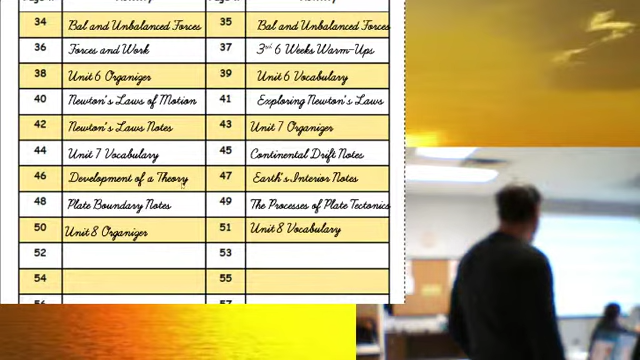 34 Bal and Unbalanced Forces 35 Bal and Unbalanced Forces
36 Forces and Work 37 3rd 6 Weeks Warm-Ups
38 Unit 6 Organizer 39 Unit 6 Vocabulary
40 Newton's Laws of Motion 41 Exploring Newton's Laws
42 Newton's Laws Notes 43 Unit 7 Organizer
44 Unit 7 Vocabulary 45 Continental Drift Notes
46 Development of a Theory 47 Earth's Interior Notes
48 Plate Boundary Notes 49 The Processes of Plate Tectonics
50 Unit 8 Organizer 51 Unit 8 Vocabulary
52 53
54 55
56 57